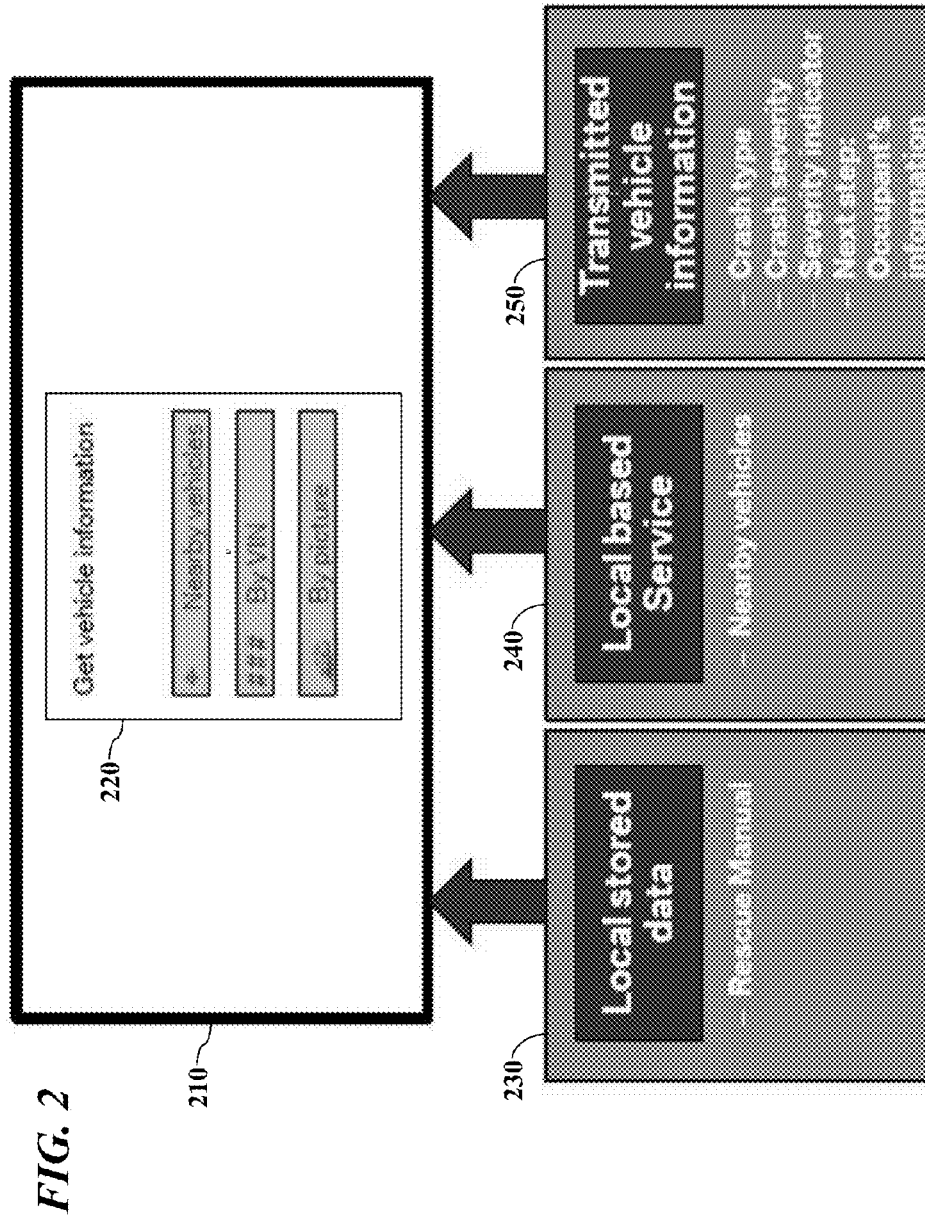 FIG. 2
210
220
Get vehicle information
Nearby vehicles
### By VIN
By picture
230
Local stored
data
– Rescue Manual
240
Local based
Service
– Nearby vehicles
250
Transmitted
vehicle
information
– Crash type
– Crash severity
Severity indicator
– Next step:
Occupant's
information